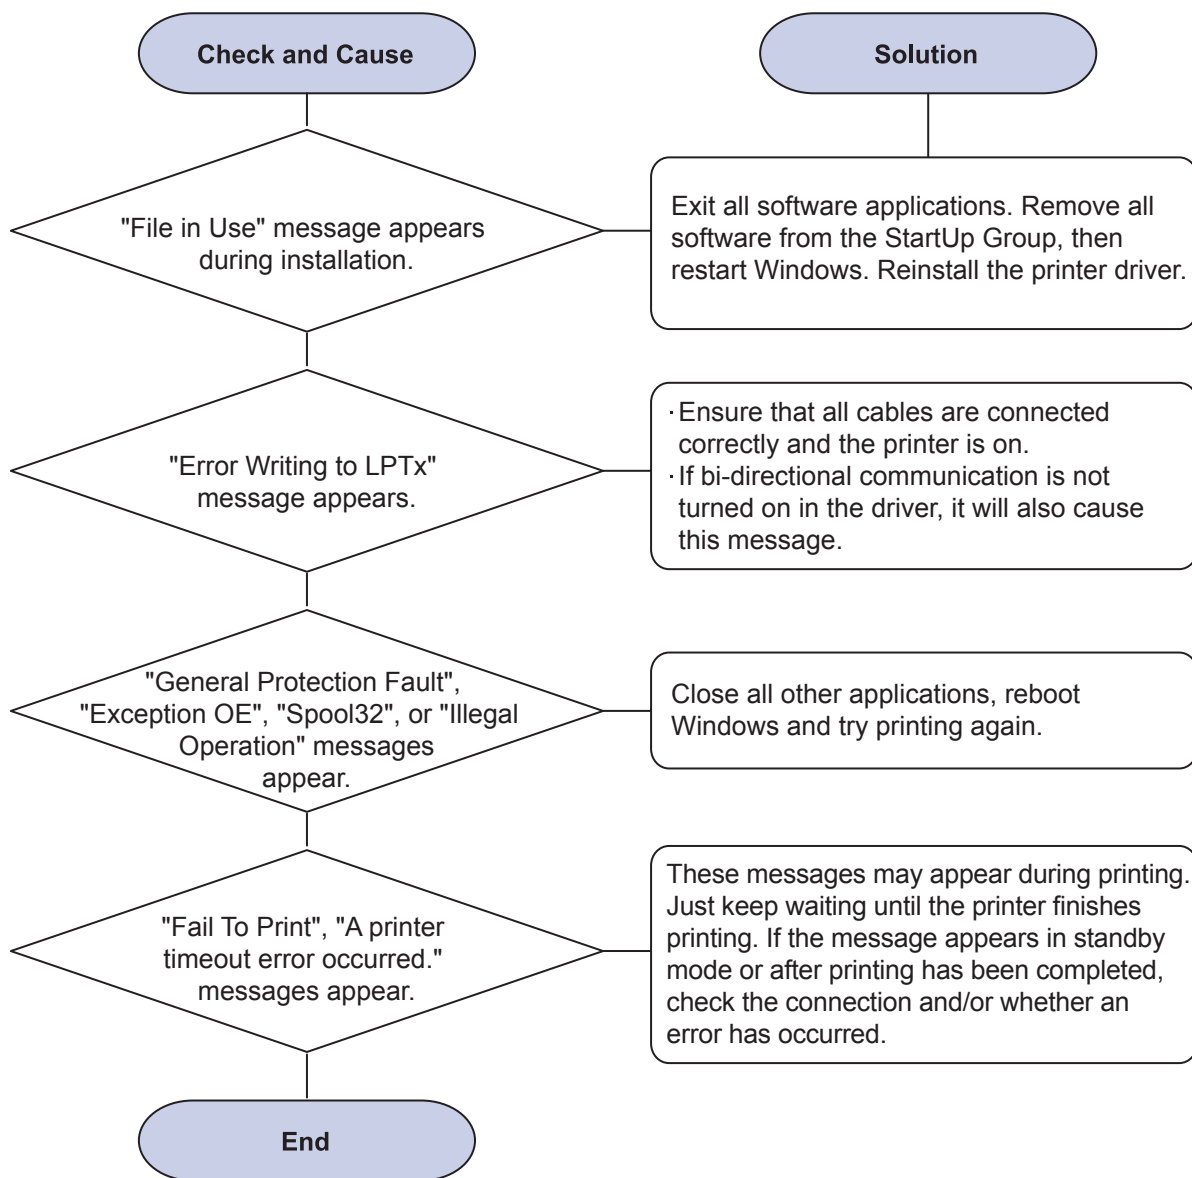 Check and Cause
Solution
"File in Use" message appears
during installation.
Exit all software applications. Remove all
software from the StartUp Group, then
restart Windows. Reinstall the printer driver.
"Error Writing to LPTx"
message appears.
· Ensure that all cables are connected
correctly and the printer is on.
· If bi-directional communication is not
turned on in the driver, it will also cause
this message.
"General Protection Fault",
"Exception OE", "Spool32", or "Illegal
Operation" messages
appear.
Close all other applications, reboot
Windows and try printing again.
"Fail To Print", "A printer
timeout error occurred."
messages appear.
These messages may appear during printing.
Just keep waiting until the printer finishes
printing. If the message appears in standby
mode or after printing has been completed,
check the connection and/or whether an
error has occurred.
End